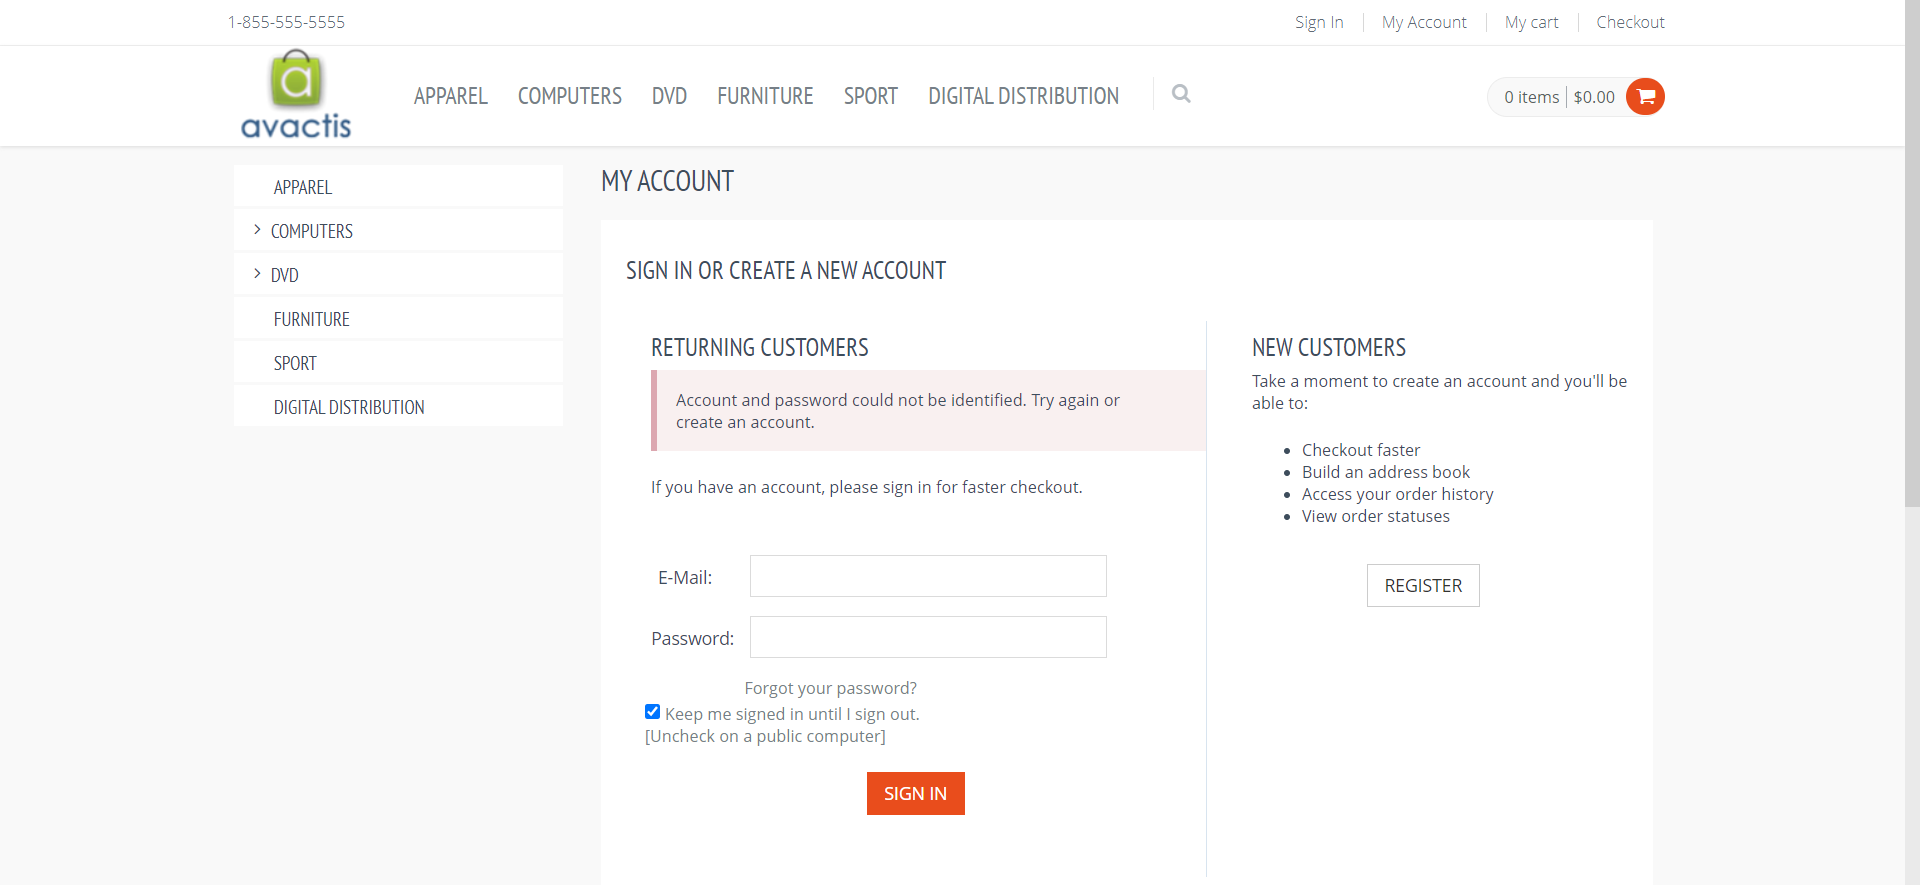 1-855-555-5555
Sign In
My Account
My cart
Checkout
avactis
APPAREL
COMPUTERS
DVD
FURNITURE
SPORT
DIGITAL DISTRIBUTION
0 items
$0.00
APPAREL
COMPUTERS
DVD
FURNITURE
SPORT
DIGITAL DISTRIBUTION
MY ACCOUNT
SIGN IN OR CREATE A NEW ACCOUNT
RETURNING CUSTOMERS
Account and password could not be identified. Try again or
create an account.
If you have an account, please sign in for faster checkout.
E-Mail:
Password:
Forgot your password?
Keep me signed in until I sign out.
[Uncheck on a public computer]
SIGN IN
NEW CUSTOMERS
Take a moment to create an account and you'll be
able to:
Checkout faster
Build an address book
Access your order history
View order statuses
REGISTER